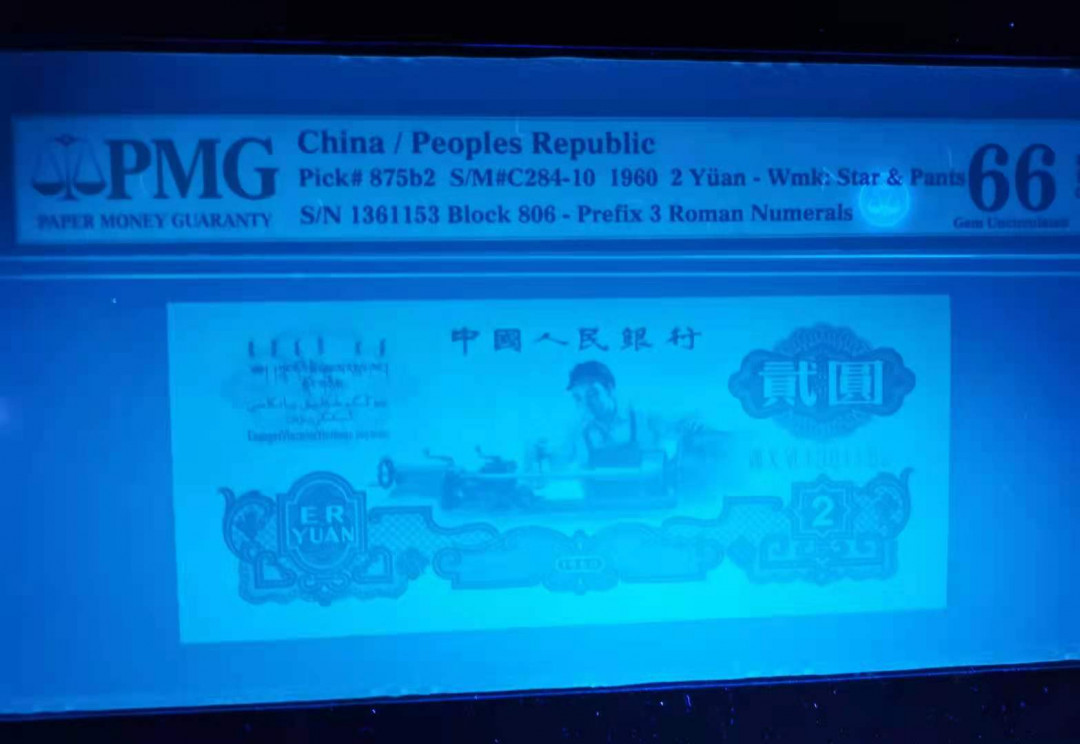 PMG
PAPER MONEY GUARANTY
China / Peoples Republic
Pick# 875b2 S/M#C284-10 1960 2 Yüan - Wmk: Star & Pants
S/N 1361153 Block 806 - Prefix 3 Roman Numerals
66
Gem Uncirculated
中國人民銀行
貳圓
ER
YUAN
2
1960